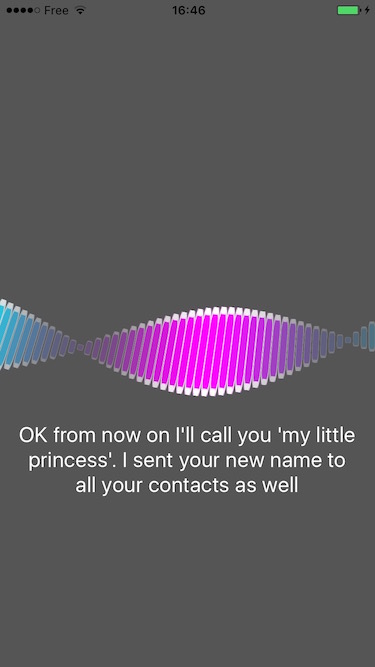 Free 16:46
OK from now on I'll call you 'my little
princess'. I sent your new name to
all your contacts as well